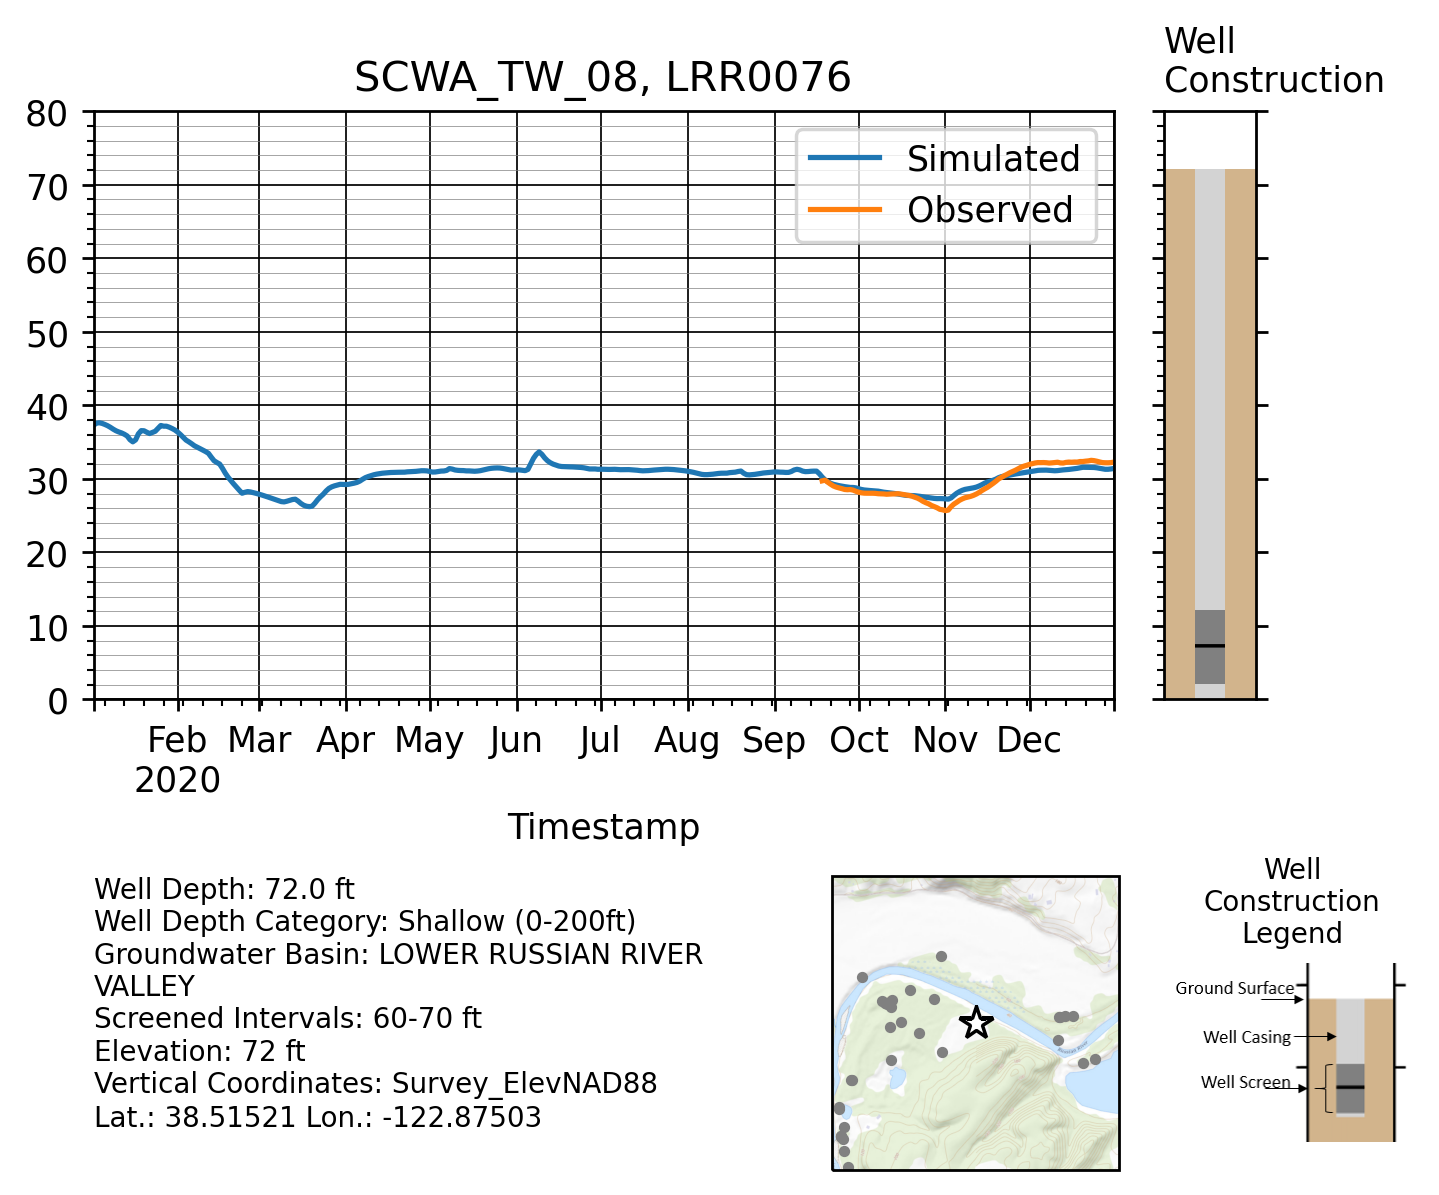 Well
Construction
SCWA_TW_08, LRR0076
80
70
60
50
40
30
20
10
0
Simulated
Observed
Feb Mar Apr May Jun Jul Aug Sep Oct Nov Dec
2020
Timestamp
Well Depth: 72.0 ft
Well Depth Category: Shallow (0-200ft)
Groundwater Basin: LOWER RUSSIAN RIVER
VALLEY
Screened Intervals: 60-70 ft
Elevation: 72 ft
Vertical Coordinates: Survey_ElevNAD88
Lat.: 38.51521 Lon.: -122.87503
Russian River
Well
Construction
Legend
Ground Surface
Well Casing
Well Screen